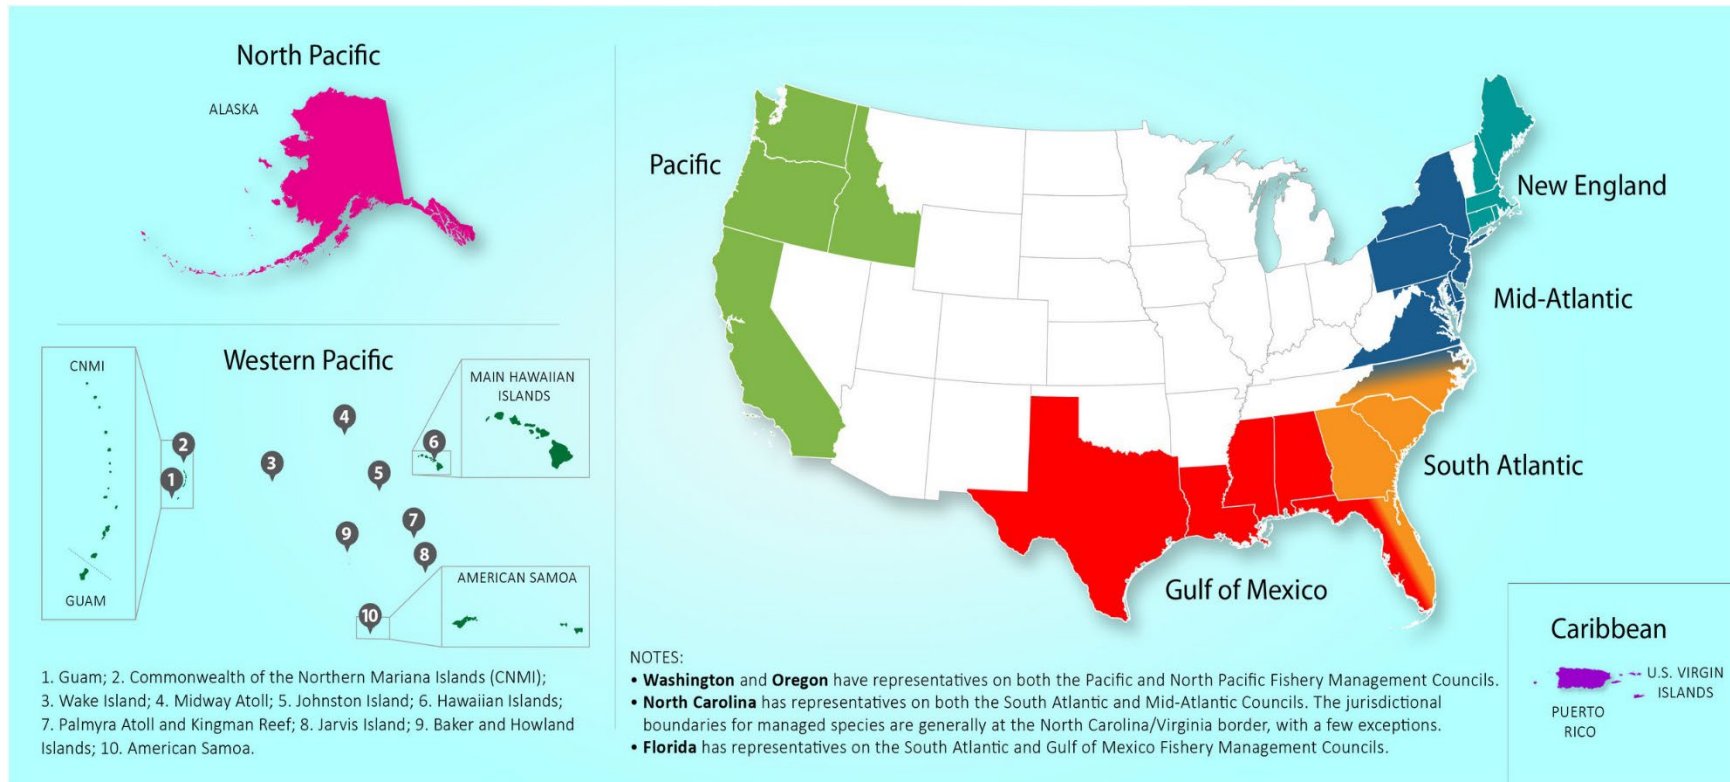 North Pacific
ALASKA
Western Pacific
CNMI
GUAM
2
1
3
4
5
6
7
8
9
10
MAIN HAWAIIAN
ISLANDS
AMERICAN SAMOA
1. Guam; 2. Commonwealth of the Northern Mariana Islands (CNMI);
3. Wake Island; 4. Midway Atoll; 5. Johnston Island; 6. Hawaiian Islands;
7. Palmyra Atoll and Kingman Reef; 8. Jarvis Island; 9. Baker and Howland
Islands; 10. American Samoa.
Pacific
New England
Mid-Atlantic
South Atlantic
Gulf of Mexico
Caribbean
U.S. VIRGIN
ISLANDS
PUERTO
RICO
NOTES:
• Washington and Oregon have representatives on both the Pacific and North Pacific Fishery Management Councils.
• North Carolina has representatives on both the South Atlantic and Mid-Atlantic Councils. The jurisdictional
boundaries for managed species are generally at the North Carolina/Virginia border, with a few exceptions.
• Florida has representatives on the South Atlantic and Gulf of Mexico Fishery Management Councils.